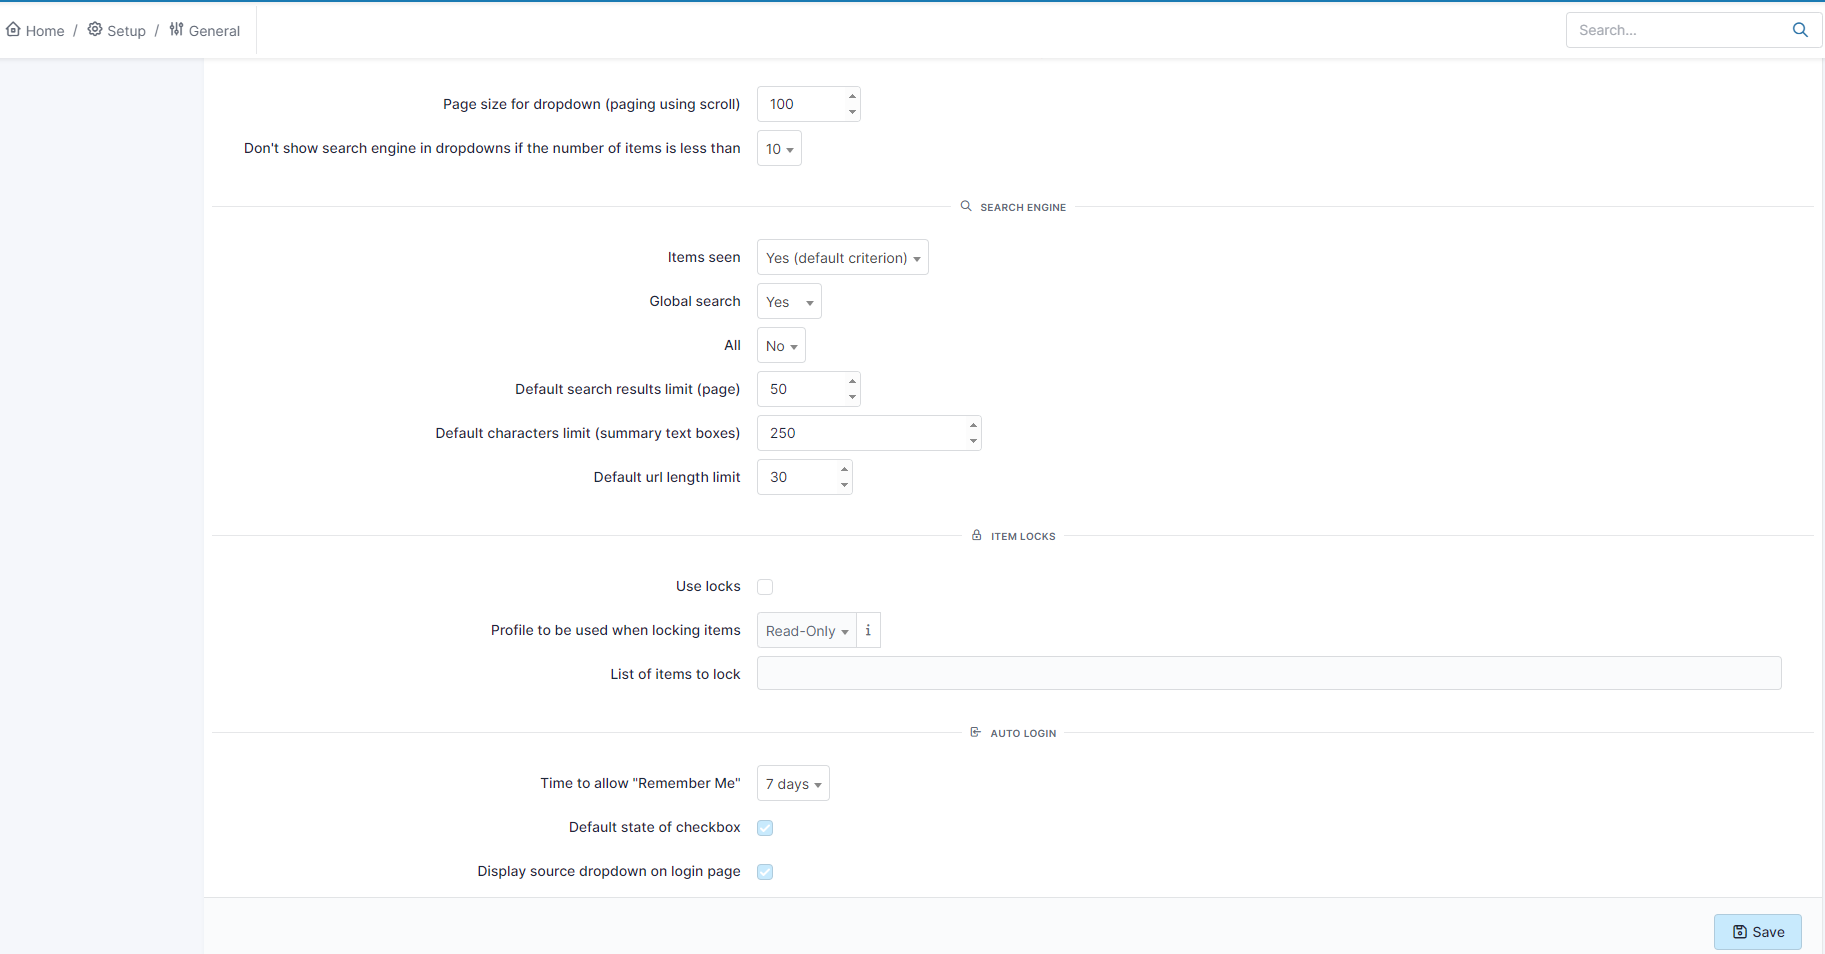 Home / Setup / General
Search...
Page size for dropdown (paging using scroll) 100
Don't show search engine in dropdowns if the number of items is less than 10
SEARCH ENGINE
Items seen Yes (default criterion)
Global search Yes
All No
Default search results limit (page) 50
Default characters limit (summary text boxes) 250
Default url length limit 30
ITEM LOCKS
Use locks
Profile to be used when locking items Read-Only i
List of items to lock
AUTO LOGIN
Time to allow "Remember Me" 7 days
Default state of checkbox
Display source dropdown on login page
Save